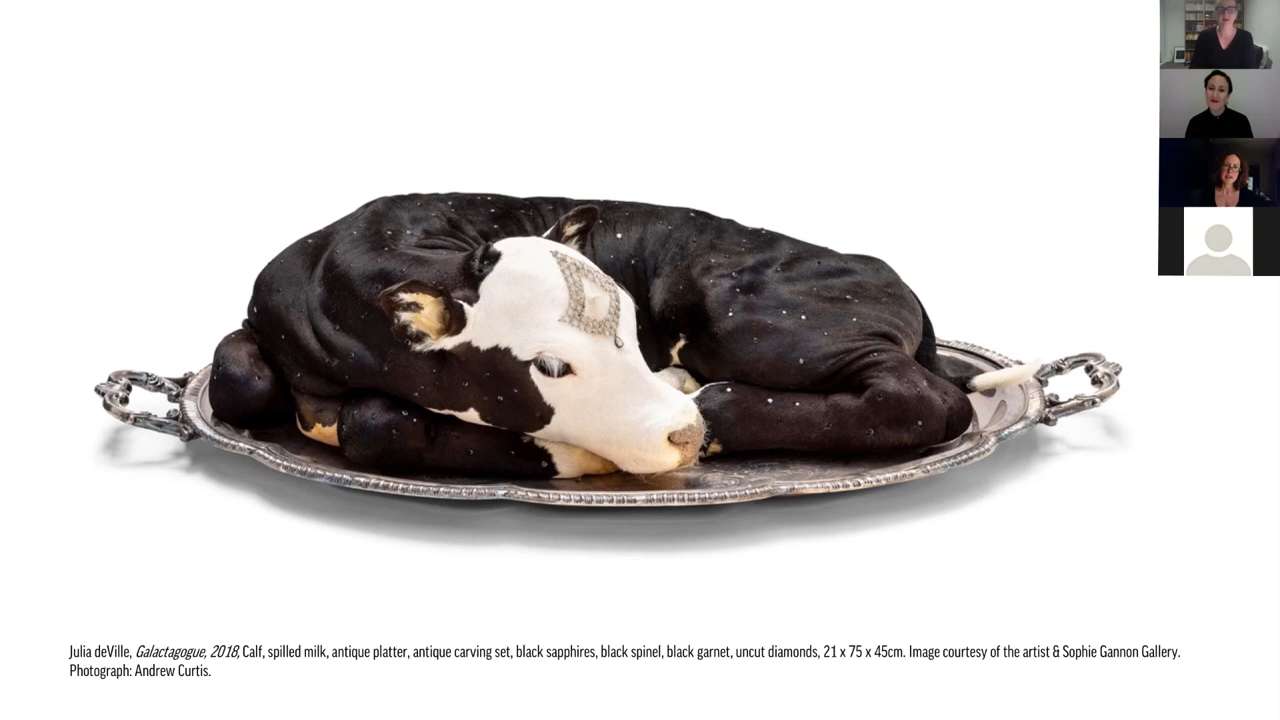 Julia deVille, Galactagogue, 2018, Calf, spilled milk, antique platter, antique carving set, black sapphires, black spinel, black garnet, uncut diamonds, 21 x 75 x 45cm. Image courtesy of the artist & Sophie Gannon Gallery.
Photograph: Andrew Curtis.